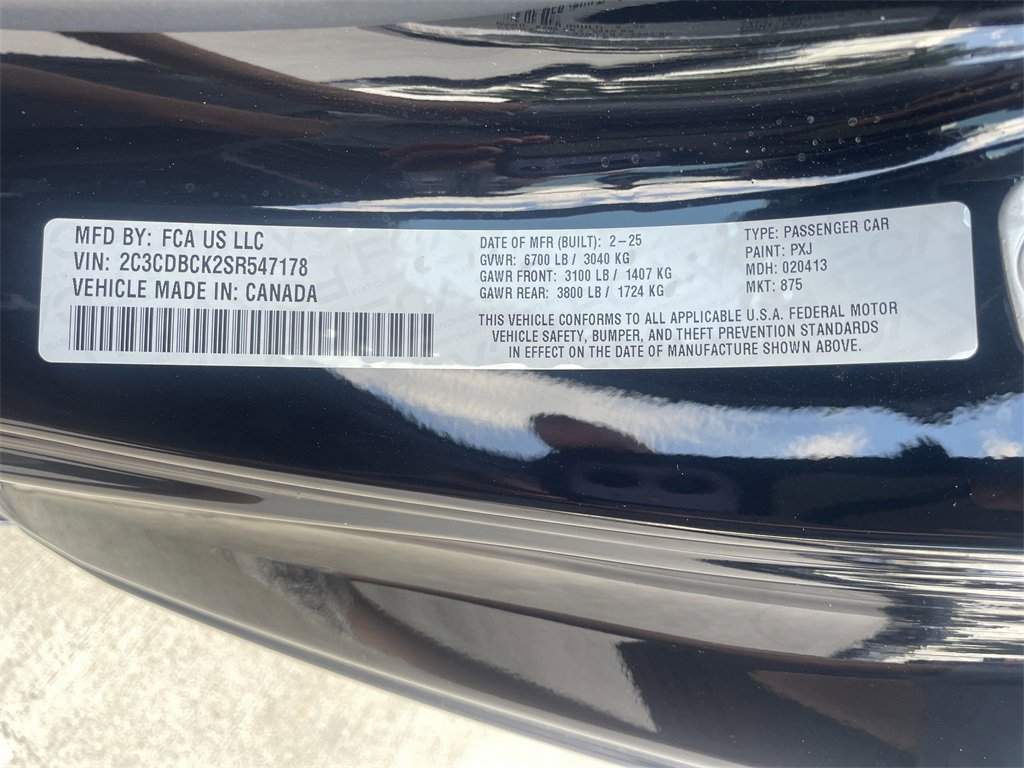 MFD BY: FCA US LLC
VIN: 2C3CDBCK2SR547178
VEHICLE MADE IN: CANADA
DATE OF MFR (BUILT): 2-25
GVWR: 6700 LB / 3040 KG
GAWR FRONT: 3100 LB / 1407 KG
GAWR REAR: 3800 LB / 1724 KG
TYPE: PASSENGER CAR
PAINT: PXJ
MDH: 020413
MKT: 875
THIS VEHICLE CONFORMS TO ALL APPLICABLE U.S.A. FEDERAL MOTOR
VEHICLE SAFETY, BUMPER, AND THEFT PREVENTION STANDARDS
IN EFFECT ON THE DATE OF MANUFACTURE SHOWN ABOVE.